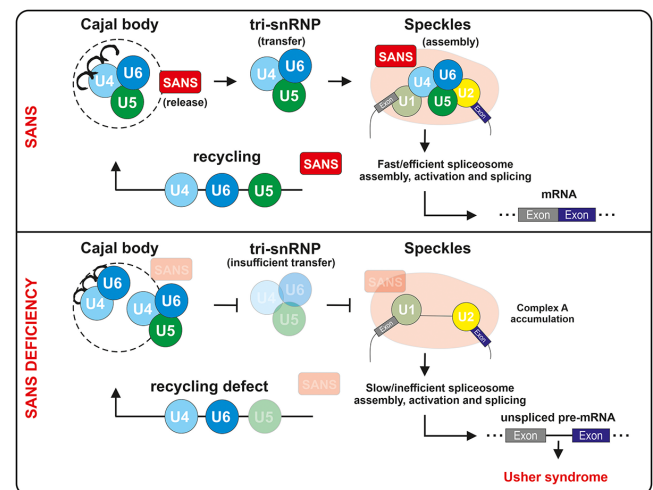 SANS
Cajal body
tri-snRNP
(transfer)
Speckles
(assembly)
U4
U6
U5
SANS
(release)
U4
U6
U5
SANS
U4
U6
U1
U5
U2
Exon
Exon
recycling
SANS
U4
U6
U5
Fast/efficient spliceosome
assembly, activation and splicing
mRNA
Exon
Exon
SANS DEFICIENCY
Cajal body
tri-snRNP
(insufficient transfer)
Speckles
SANS
U6
U4
U4
U6
U5
U4
U6
U5
SANS
U1
U2
Exon
Exon
Complex A
accumulation
recycling defect
SANS
U4
U6
U5
Slow/inefficient spliceosome
assembly, activation and splicing
unspliced pre-mRNA
Exon
Exon
Usher syndrome